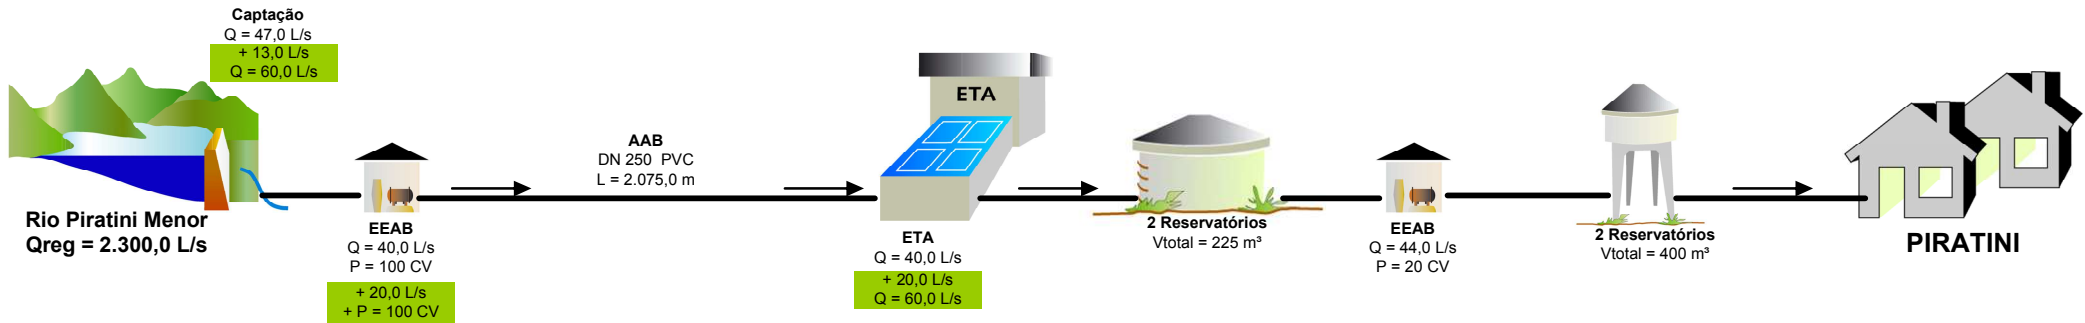 Captação
Q = 47,0 L/s
+ 13,0 L/s
Q = 60,0 L/s
Rio Piratini Menor
Qreg = 2.300,0 L/s
EEAB
Q = 40,0 L/s
P = 100 CV
+ 20,0 L/s
+ P = 100 CV
AAB
DN 250  PVC
L = 2.075,0 m
ETA
ETA
Q = 40,0 L/s
+ 20,0 L/s
Q = 60,0 L/s
2 Reservatórios
Vtotal = 225 m³
EEAB
Q = 44,0 L/s
P = 20 CV
2 Reservatórios
Vtotal = 400 m³
PIRATINI